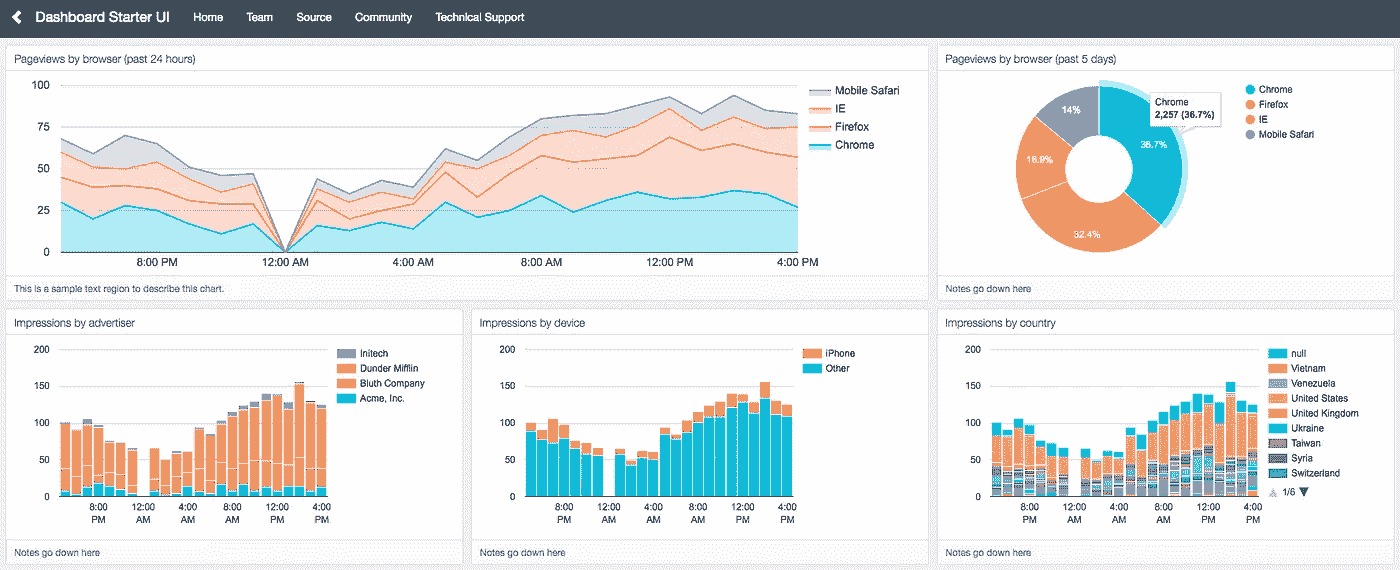 Dashboard Starter UI Home Team Source Community Technical Support
Pageviews by browser (past 24 hours)
100
75
50
25
0
8:00 PM 12:00 AM 4:00 AM 8:00 AM 12:00 PM 4:00 PM
Mobile Safari
IE
Firefox
Chrome
This is a sample text region to describe this chart.
Pageviews by browser (past 5 days)
14%
36.7%
16.9%
32.4%
Chrome
2,257 (36.7%)
Chrome
Firefox
IE
Mobile Safari
Notes go down here
Impressions by advertiser
200
150
100
50
0
8:00 12:00 4:00 8:00 12:00 4:00
PM AM AM AM PM PM
Initech
Dunder Mifflin
Bluth Company
Acme, Inc.
Notes go down here
Impressions by device
200
150
100
50
0
8:00 12:00 4:00 8:00 12:00 4:00
PM AM AM AM PM PM
iPhone
Other
Notes go down here
Impressions by country
200
150
100
50
0
8:00 12:00 4:00 8:00 12:00 4:00
PM AM AM AM PM PM
null
Vietnam
Venezuela
United States
United Kingdom
Ukraine
Taiwan
Syria
Switzerland
1/6
Notes go down here